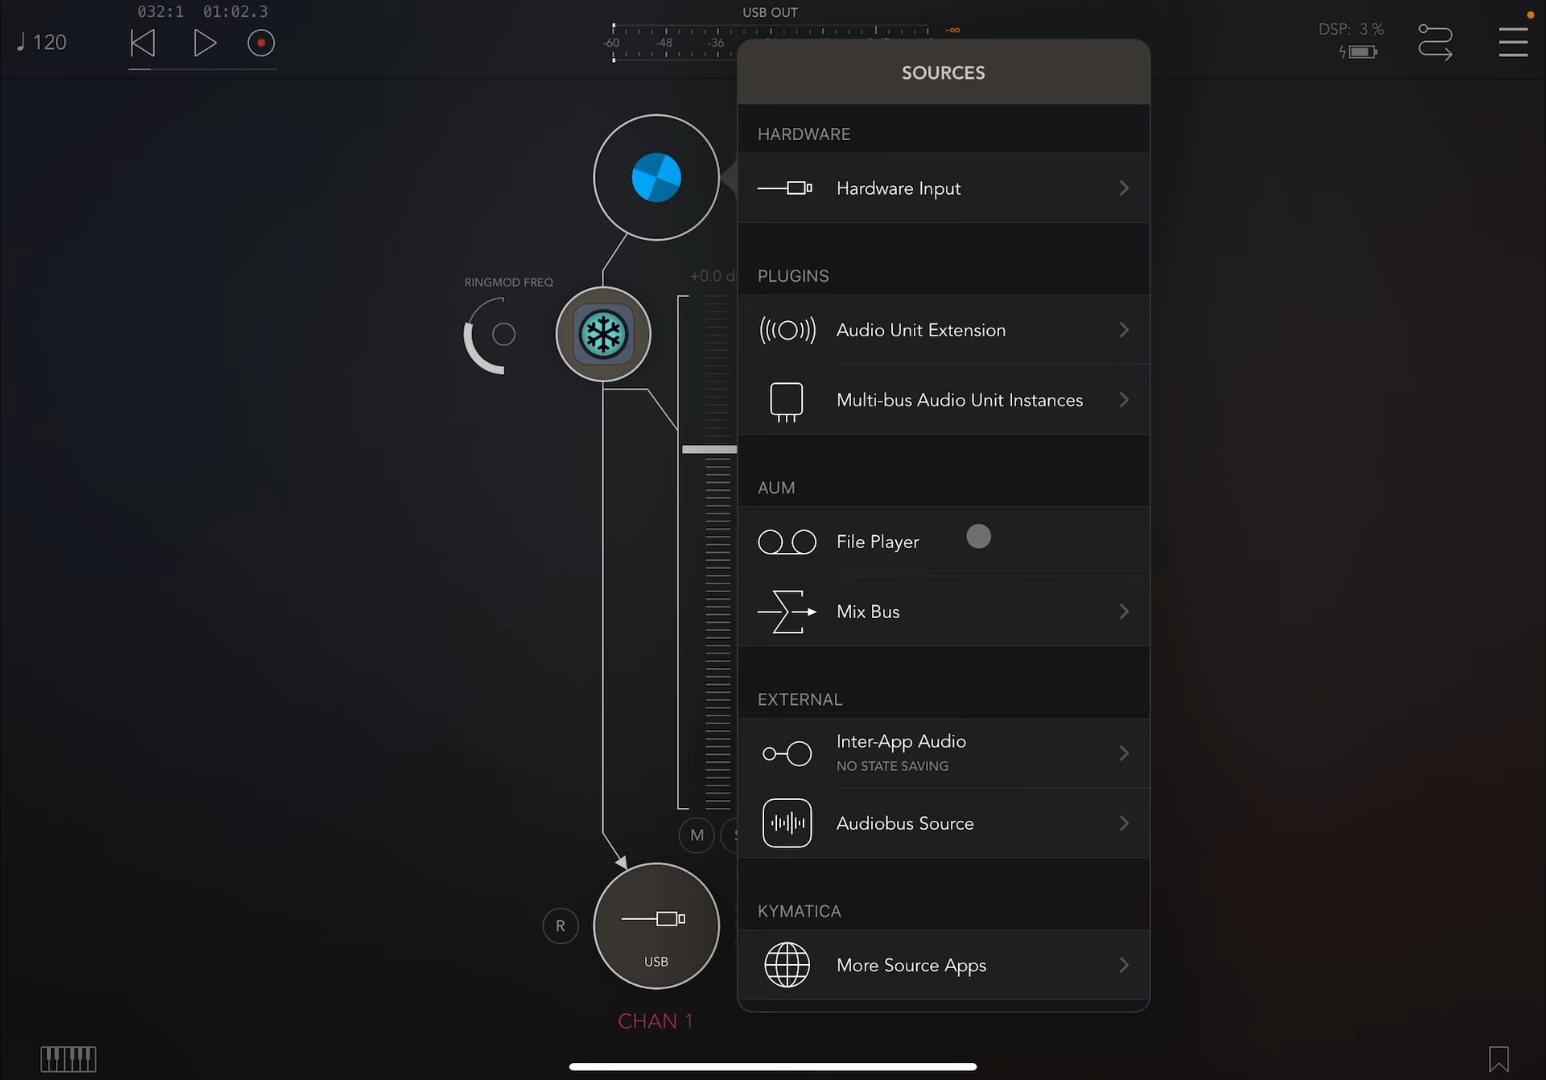 032:1 01:02.3
USB OUT
120
-60 -48 -36
-∞
DSP: 3 %
SOURCES
HARDWARE
Hardware Input
RINGMOD FREQ
+0.0 d
PLUGINS
Audio Unit Extension
Multi-bus Audio Unit Instances
AUM
File Player
Mix Bus
EXTERNAL
Inter-App Audio
NO STATE SAVING
Audiobus Source
M
KYMATICA
R
More Source Apps
USB
CHAN 1